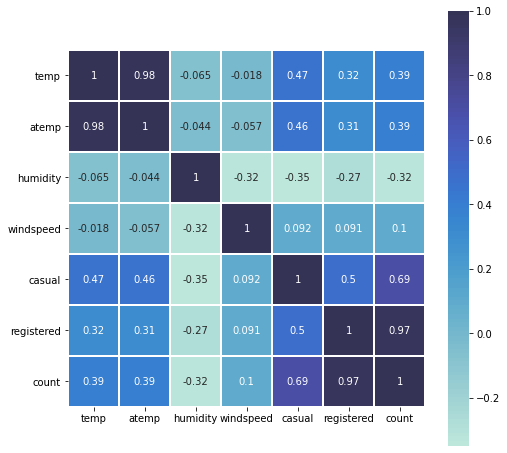 temp 1 0.98 -0.065 -0.018 0.47 0.32 0.39
atemp 0.98 1 -0.044 -0.057 0.46 0.31 0.39
humidity -0.065 -0.044 1 -0.32 -0.35 -0.27 -0.32
windspeed -0.018 -0.057 -0.32 1 0.092 0.091 0.1
casual 0.47 0.46 -0.35 0.092 1 0.5 0.69
registered 0.32 0.31 -0.27 0.091 0.5 1 0.97
count 0.39 0.39 -0.32 0.1 0.69 0.97 1
temp atemp humidity windspeed casual registered count
1.0
0.8
0.6
0.4
0.2
0.0
−0.2